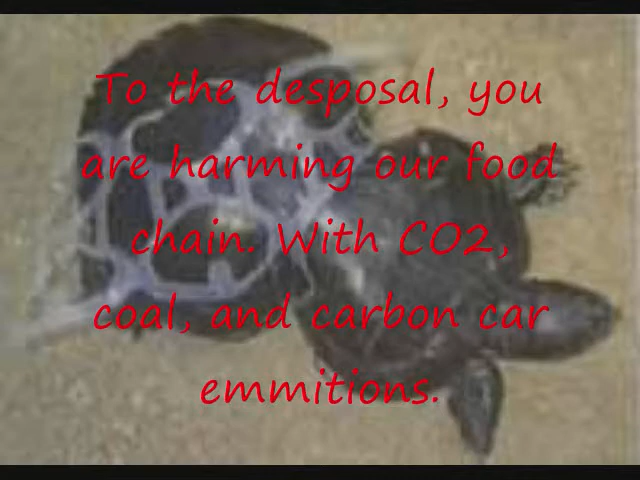 To the desposal, you
are harming our food
chain. With CO2,
coal, and carbon car
emmitions.